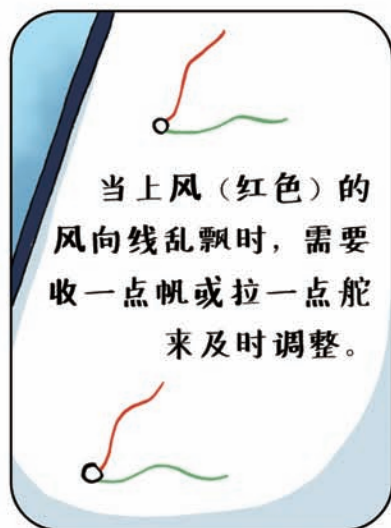 当上风（红色）的
风向线乱飘时，需要
收一点帆或拉一点舵
来及时调整。